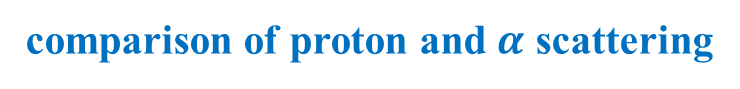 comparison of proton and α scattering